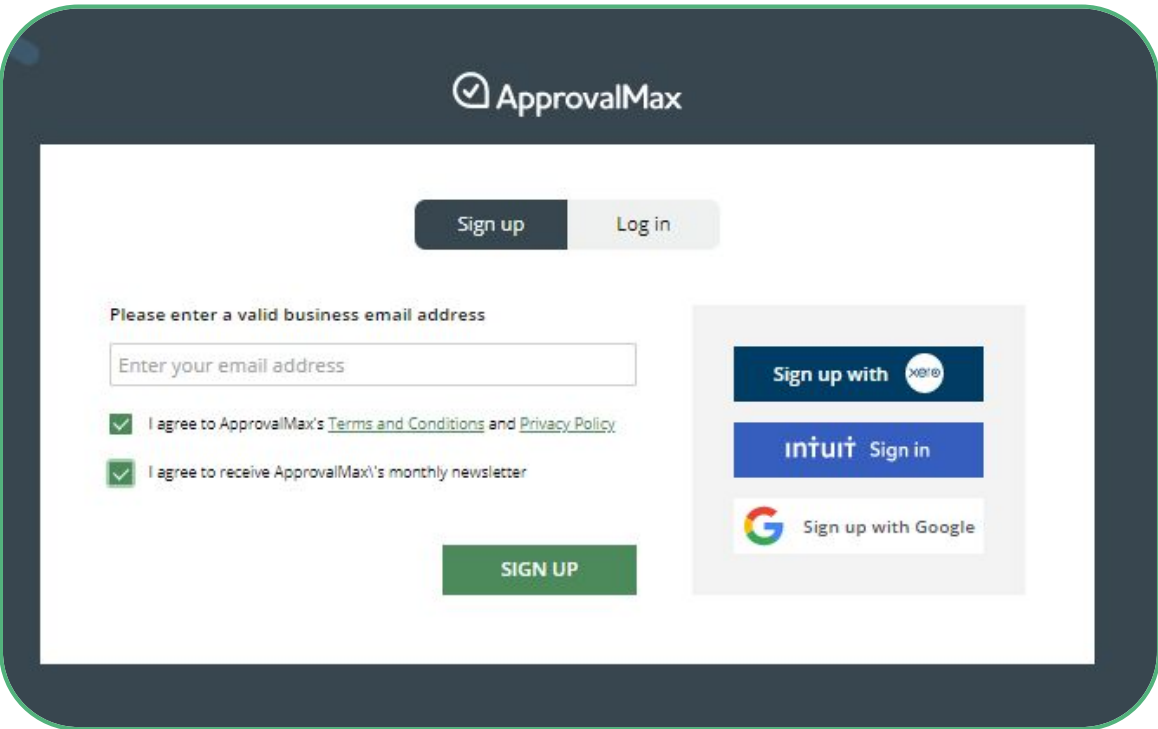 ApprovalMax
Sign up
Log in
Please enter a valid business email address
Enter your email address
I agree to ApprovalMax's Terms and Conditions and Privacy Policy
I agree to receive ApprovalMax\'s monthly newsletter
SIGN UP
Sign up with xero
intuit Sign in
Sign up with Google